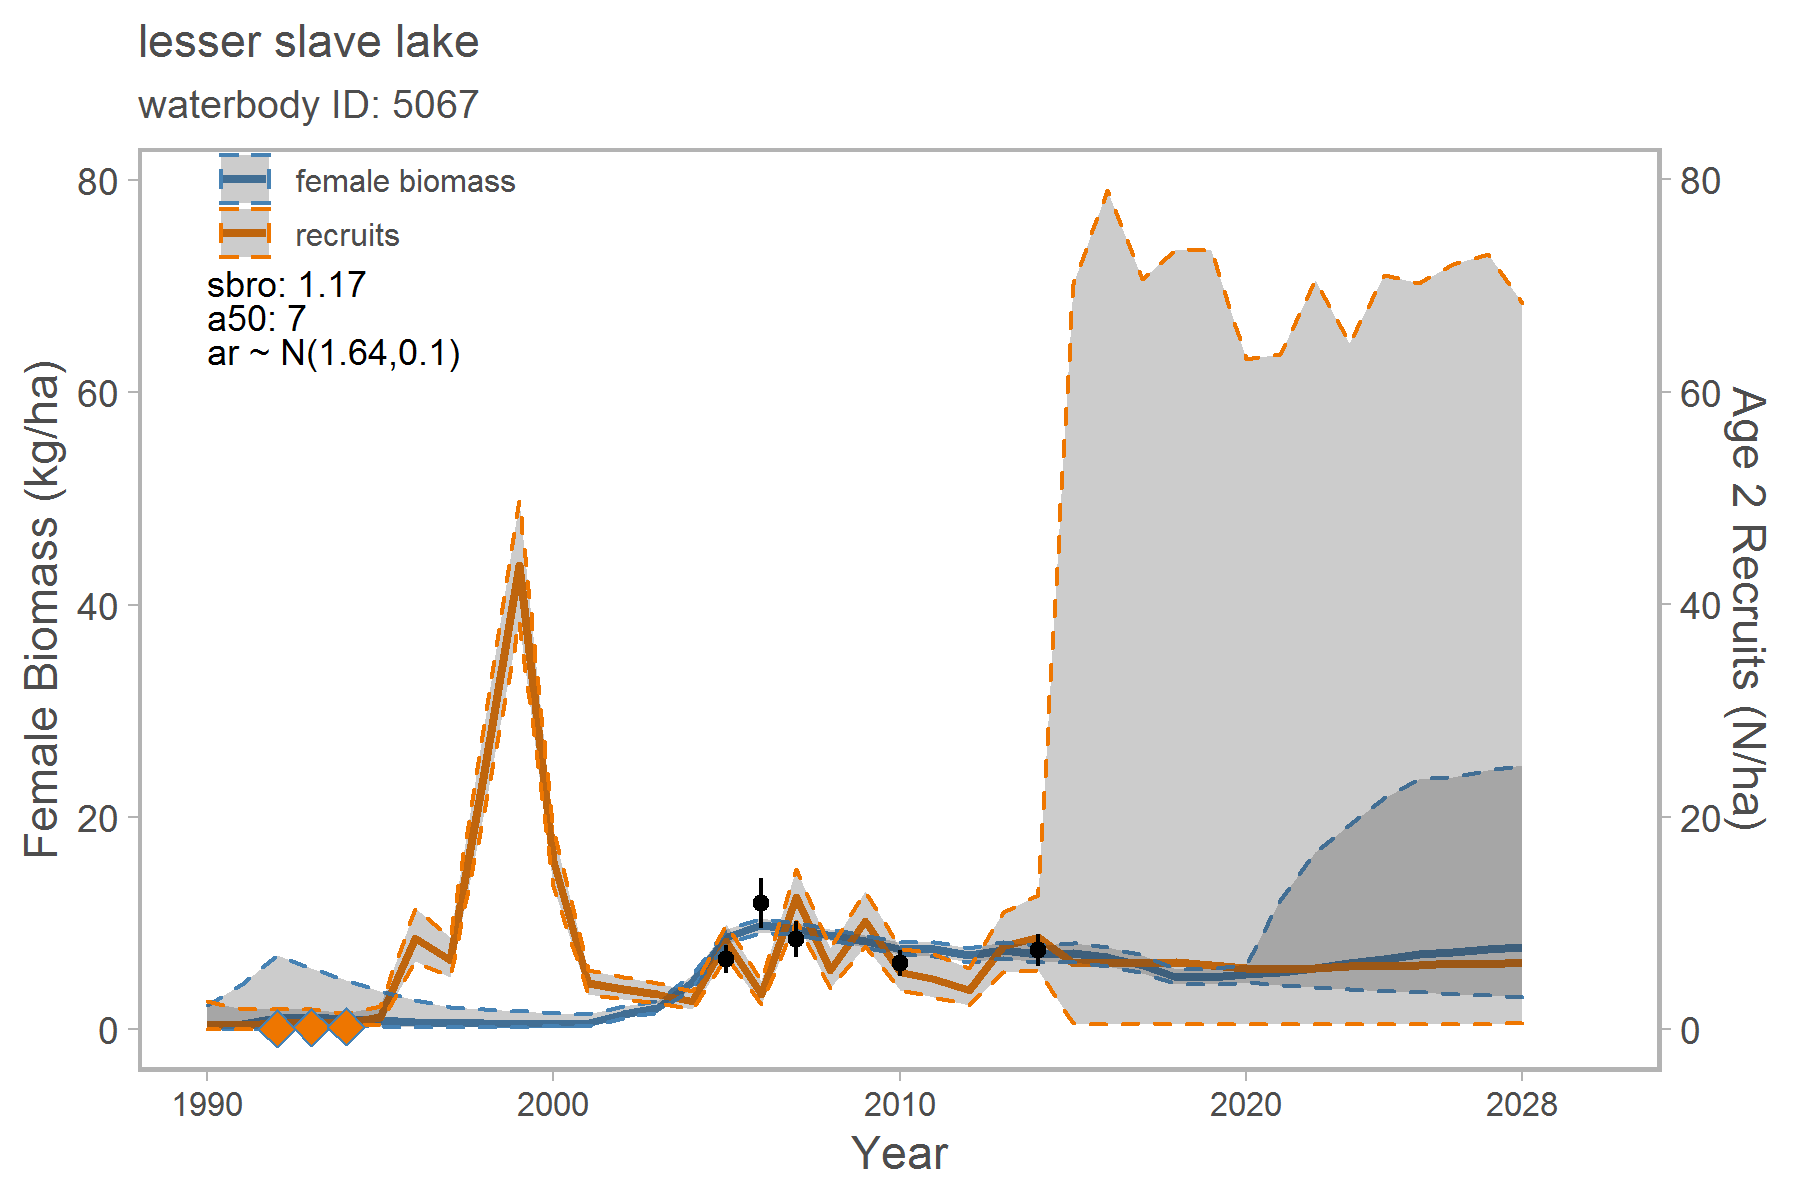 lesser slave lake
waterbody ID: 5067
female biomass
recruits
sbro: 1.17
a50: 7
ar ~ N(1.64,0.1)
Female Biomass (kg/ha)
80
60
40
20
0
80
60
40
20
0
Age 2 Recruits (N/ha)
1990 2000 2010 2020 2028
Year